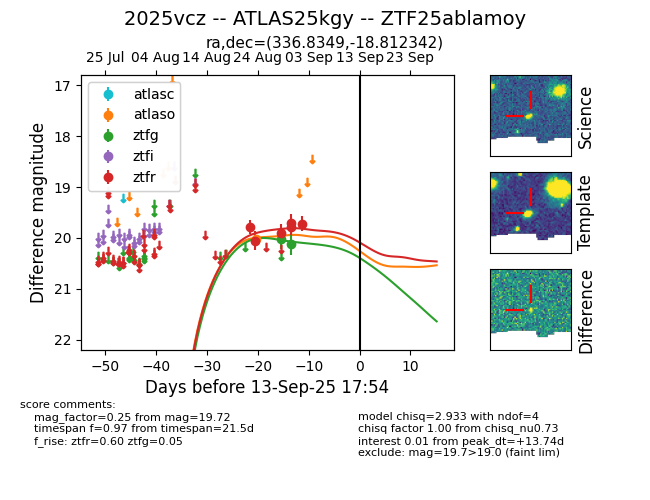 2025vcz -- ATLAS25kgy -- ZTF25ablamoy
ra,dec=(336.8349,-18.812342)
25 Jul 04 Aug 14 Aug 24 Aug 03 Sep 13 Sep 23 Sep
atlasc
atlaso
ztfg
ztfi
ztfr
17
18
19
20
21
22
Difference magnitude
−50 −40 −30 −20 −10 0 10
Days before 13-Sep-25 17:54
Science
Template
Difference
score comments:
mag_factor=0.25 from mag=19.72
timespan f=0.97 from timespan=21.5d
f_rise: ztfr=0.60 ztfg=0.05
model chisq=2.933 with ndof=4
chisq factor 1.00 from chisq_nu0.73
interest 0.01 from peak_dt=+13.74d
exclude: mag=19.7>19.0 (faint lim)